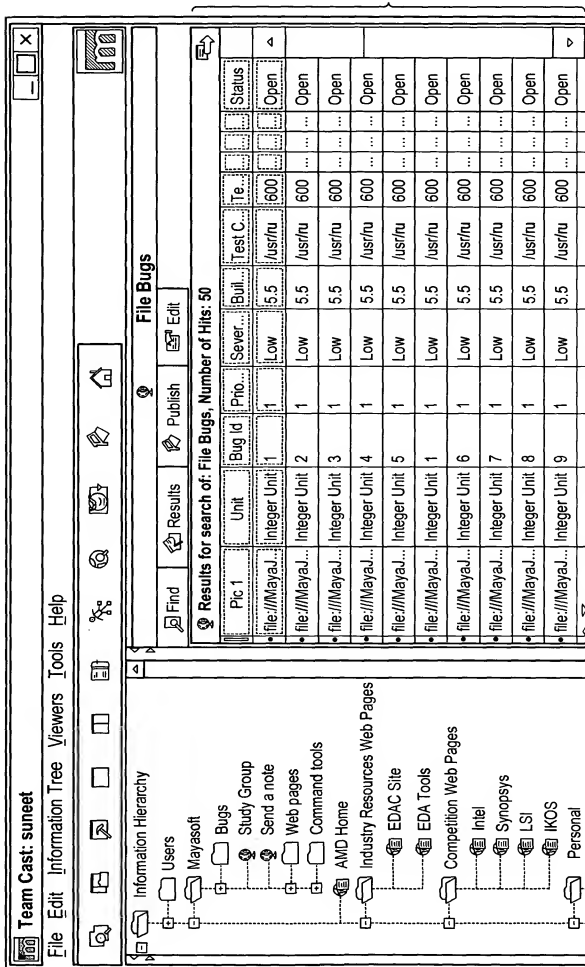 Team Cast: suneet
File Edit Information Tree Viewers Tools Help
Information Hierarchy
Users
Mayasoft
Bugs
Study Group
Send a note
Web pages
Command tools
AMD Home
Industry Resources Web Pages
EDAC Site
EDA Tools
Competition Web Pages
Intel
Synopsys
LSI
IKOS
Personal
File Bugs
Find Results Publish Edit
Results for search of: File Bugs, Number of Hits: 50
Pic 1 Unit Bug Id Prio... Sever... Buil... Test C... Te... ... ... ... Status
• file:///MayaJ... Integer Unit 1 1 Low 5.5 /usr/ru 600 ... ... ... Open
• file:///MayaJ... Integer Unit 2 1 Low 5.5 /usr/ru 600 ... ... ... Open
• file:///MayaJ... Integer Unit 3 1 Low 5.5 /usr/ru 600 ... ... ... Open
• file:///MayaJ... Integer Unit 4 1 Low 5.5 /usr/ru 600 ... ... ... Open
• file:///MayaJ... Integer Unit 5 1 Low 5.5 /usr/ru 600 ... ... ... Open
• file:///MayaJ... Integer Unit 1 1 Low 5.5 /usr/ru 600 ... ... ... Open
• file:///MayaJ... Integer Unit 6 1 Low 5.5 /usr/ru 600 ... ... ... Open
• file:///MayaJ... Integer Unit 7 1 Low 5.5 /usr/ru 600 ... ... ... Open
• file:///MayaJ... Integer Unit 8 1 Low 5.5 /usr/ru 600 ... ... ... Open
• file:///MayaJ... Integer Unit 9 1 Low 5.5 /usr/ru 600 ... ... ... Open